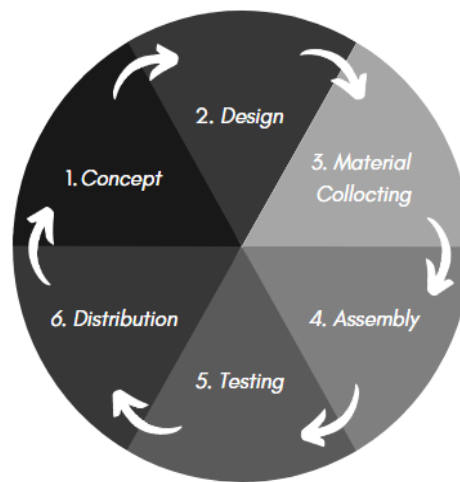 1. Concept
2. Design
3. Material
Collocting
4. Assembly
5. Testing
6. Distribution